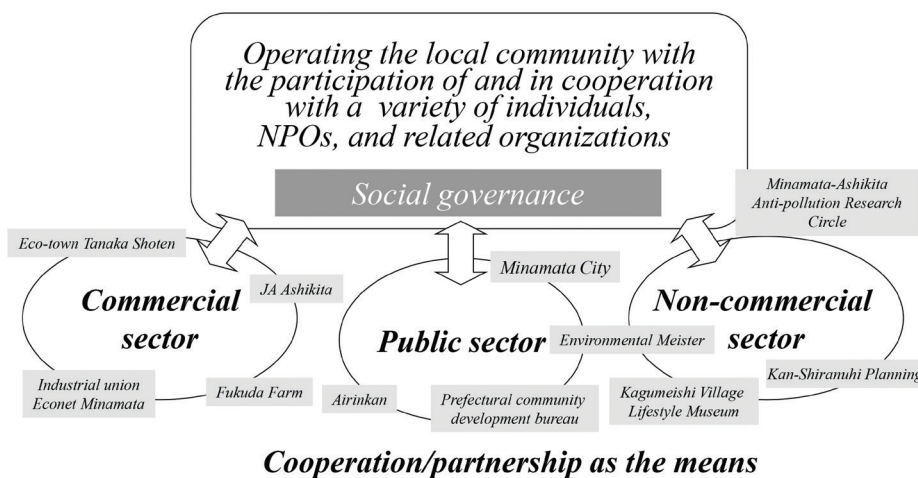 Operating the local community with
the participation of and in cooperation
with a variety of individuals,
NPOs, and related organizations
Social governance
Minamata-Ashikita
Anti-pollution Research
Circle
Eco-town Tanaka Shoten
JA Ashikita
Commercial
sector
Industrial union
Econet Minamata
Fukuda Farm
Minamata City
Public sector
Environmental Meister
Airinkan
Prefectural community
development bureau
Non-commercial
sector
Kan-Shiranuhi Planning
Kagumeishi Village
Lifestyle Museum
Cooperation/partnership as the means